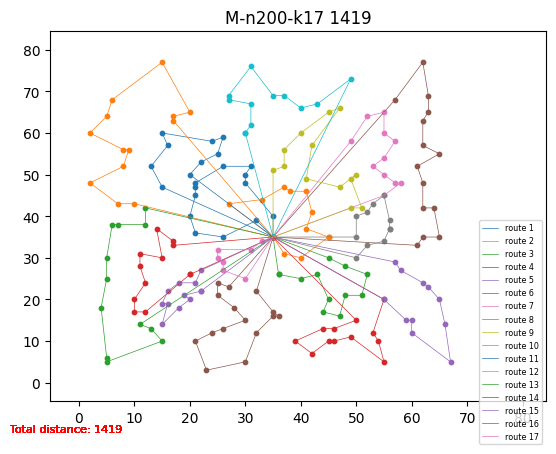 M-n200-k17 1419
80
70
60
50
40
30
20
10
0
0 10 20 30 40 50 60 70 80
route 1
route 2
route 3
route 4
route 5
route 6
route 7
route 8
route 9
route 10
route 11
route 12
route 13
route 14
route 15
route 16
route 17
Total distance: 1419